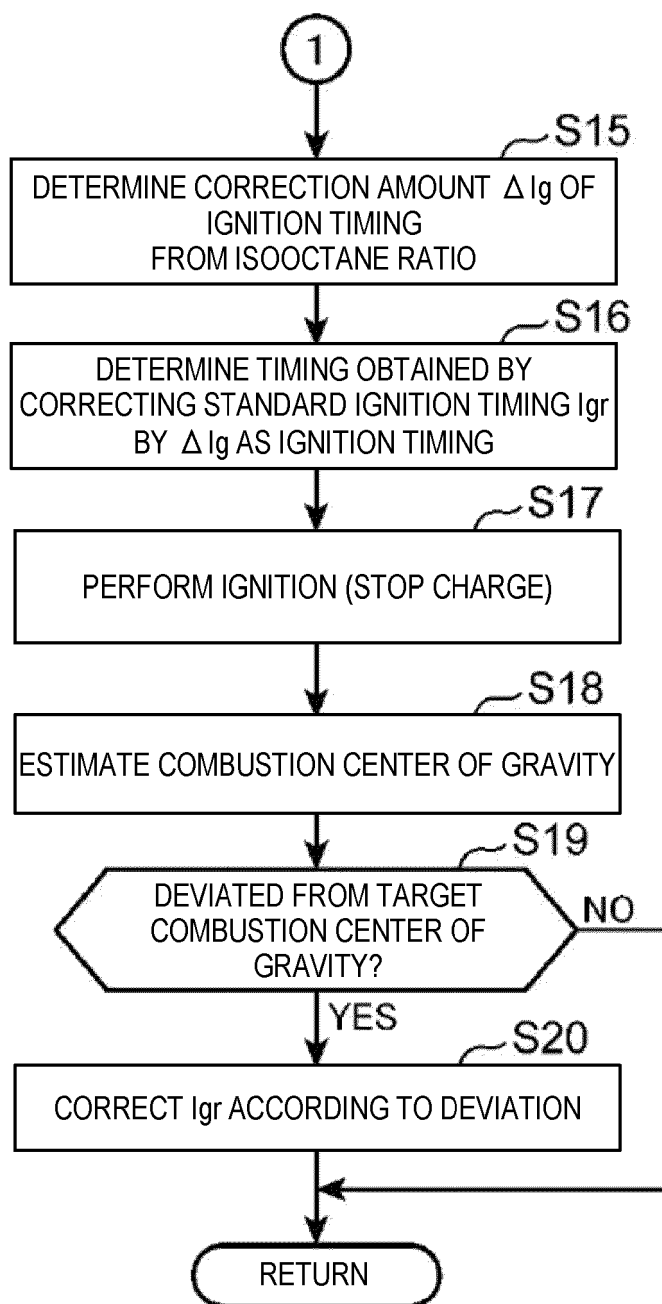 1
S15
DETERMINE CORRECTION AMOUNT Δ Ig OF
IGNITION TIMING
FROM ISOOCTANE RATIO
S16
DETERMINE TIMING OBTAINED BY
CORRECTING STANDARD IGNITION TIMING Igr
BY Δ Ig AS IGNITION TIMING
S17
PERFORM IGNITION (STOP CHARGE)
S18
ESTIMATE COMBUSTION CENTER OF GRAVITY
S19
DEVIATED FROM TARGET
COMBUSTION CENTER OF
GRAVITY?
NO
YES
S20
CORRECT Igr ACCORDING TO DEVIATION
RETURN